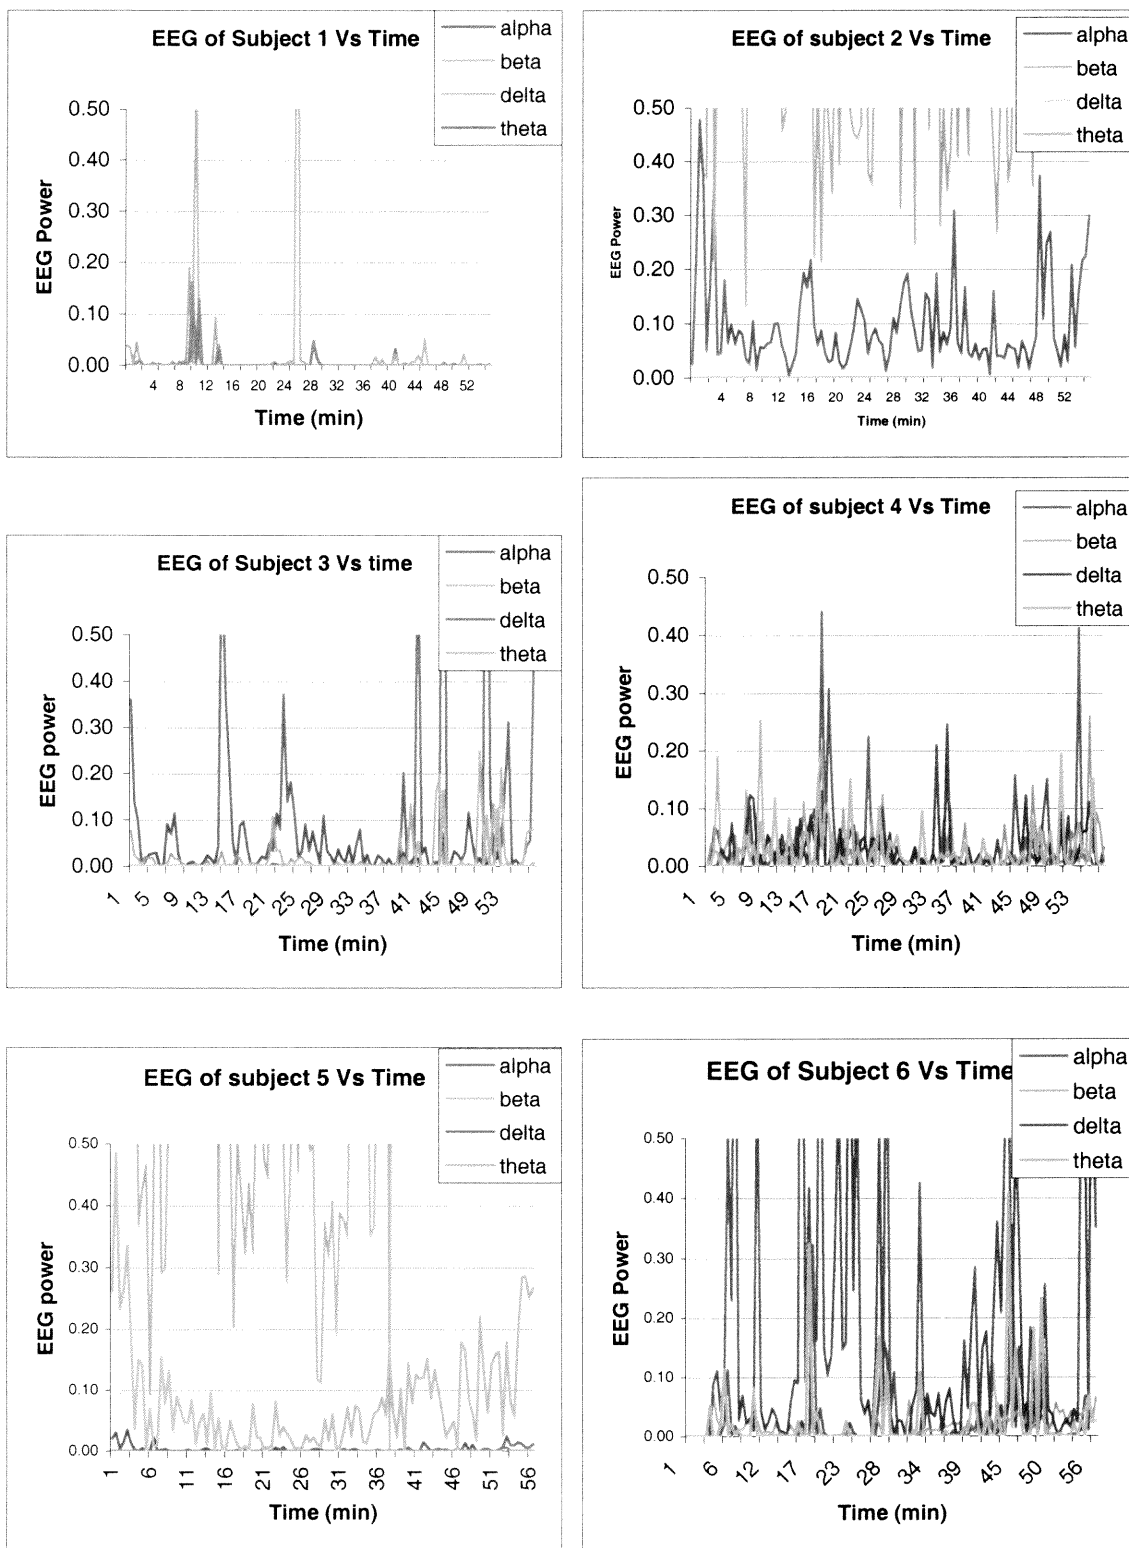 EEG of Subject 1 Vs Time
alpha
beta
delta
theta
0.50
0.40
0.30
0.20
0.10
0.00
EEG Power
4 8 12 16 20 24 28 32 36 40 44 48 52
Time (min)
EEG of subject 2 Vs Time
alpha
beta
delta
theta
0.50
0.40
0.30
0.20
0.10
0.00
EEG Power
4 8 12 16 20 24 28 32 36 40 44 48 52
Time (min)
EEG of Subject 3 Vs time
alpha
beta
delta
theta
0.50
0.40
0.30
0.20
0.10
0.00
EEG power
1 5 9 13 17 21 25 29 33 37 41 45 49 53
Time (min)
EEG of subject 4 Vs Time
alpha
beta
delta
theta
0.50
0.40
0.30
0.20
0.10
0.00
EEG power
1 5 9 13 17 21 25 29 33 37 41 45 49 53
Time (min)
EEG of subject 5 Vs Time
alpha
beta
delta
theta
0.50
0.40
0.30
0.20
0.10
0.00
EEG power
1 6 11 16 21 26 31 36 41 46 51 56
Time (min)
EEG of Subject 6 Vs Time
alpha
beta
delta
theta
0.50
0.40
0.30
0.20
0.10
0.00
EEG Power
1 6 12 17 23 28 34 39 45 50 56
Time (min)